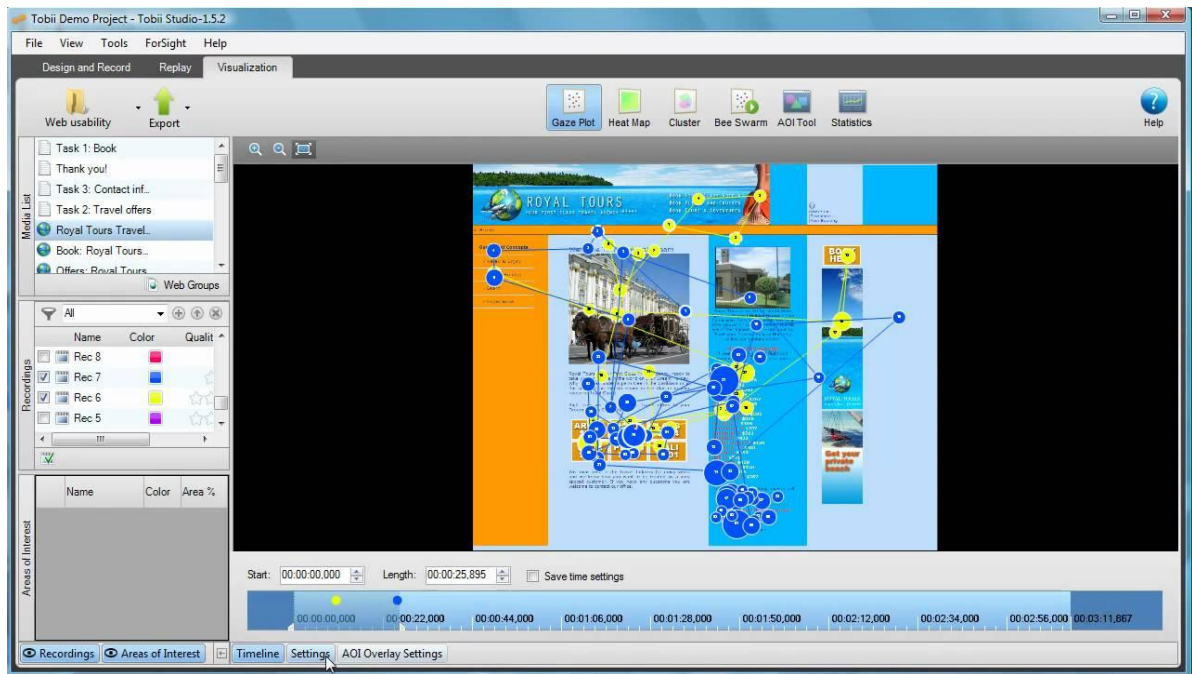 Tobii Demo Project - Tobii Studio-1.5.2
File View Tools ForSight Help
Design and Record Replay Visualization
Web usability Export Gaze Plot Heat Map Cluster Bee Swarm AOI Tool Statistics Help
Media List
Task 1: Book
Thank you!
Task 3: Contact inf...
Task 2: Travel offers
Royal Tours Travel...
Book: Royal Tours...
Offers: Royal Tours
Web Groups
ROYAL TOURS
Recordings
All
Name Color Qualit
Rec 8
Rec 7
Rec 6
Rec 5
Get your
private
beach
Areas of Interest
Name Color Area %
Start: 00:00:00,000 Length: 00:00:25,895 Save time settings
00:00:00,000 00:00:22,000 00:00:44,000 00:01:06,000 00:01:28,000 00:01:50,000 00:02:12,000 00:02:34,000 00:02:56,000 00:03:11,867
Recordings Areas of Interest Timeline Settings AOI Overlay Settings